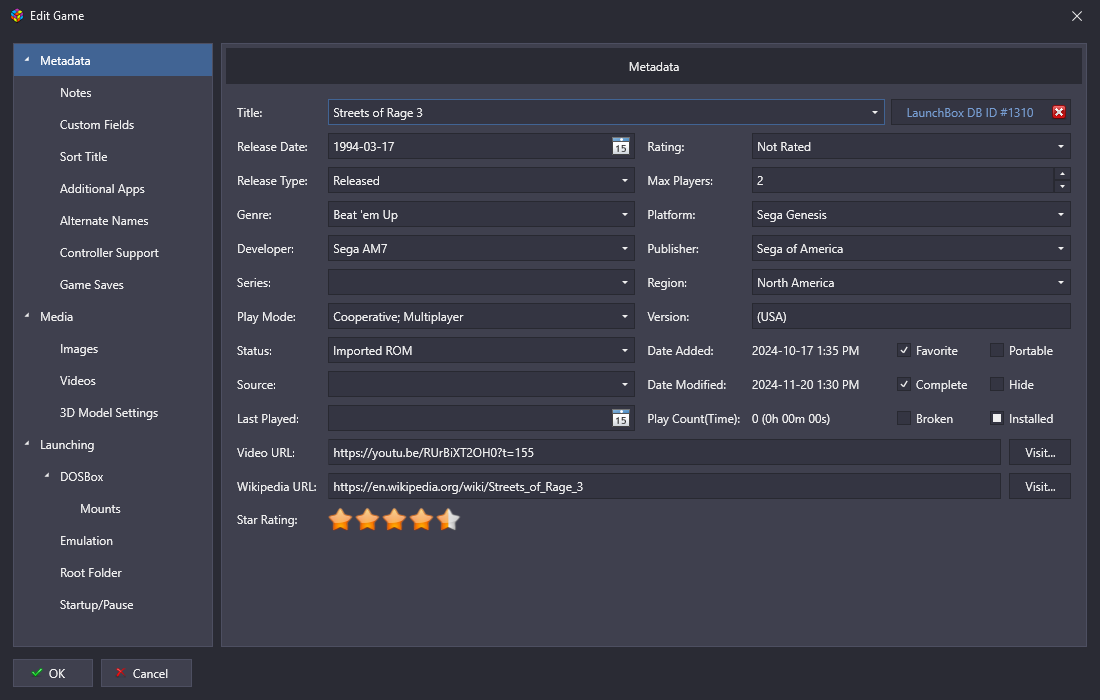 Edit Game
Metadata
Notes
Custom Fields
Sort Title
Additional Apps
Alternate Names
Controller Support
Game Saves
Media
Images
Videos
3D Model Settings
Launching
DOSBox
Mounts
Emulation
Root Folder
Startup/Pause
Metadata
Title: Streets of Rage 3 LaunchBox DB ID #1310
Release Date: 1994-03-17 15 Rating: Not Rated
Release Type: Released Max Players: 2
Genre: Beat 'em Up Platform: Sega Genesis
Developer: Sega AM7 Publisher: Sega of America
Series: Region: North America
Play Mode: Cooperative; Multiplayer Version: (USA)
Status: Imported ROM Date Added: 2024-10-17 1:35 PM Favorite Portable
Source: Date Modified: 2024-11-20 1:30 PM Complete Hide
Last Played: 15 Play Count(Time): 0 (0h 00m 00s) Broken Installed
Video URL: https://youtu.be/RUrBiXT2OH0?t=155 Visit...
Wikipedia URL: https://en.wikipedia.org/wiki/Streets_of_Rage_3 Visit...
Star Rating:
OK Cancel